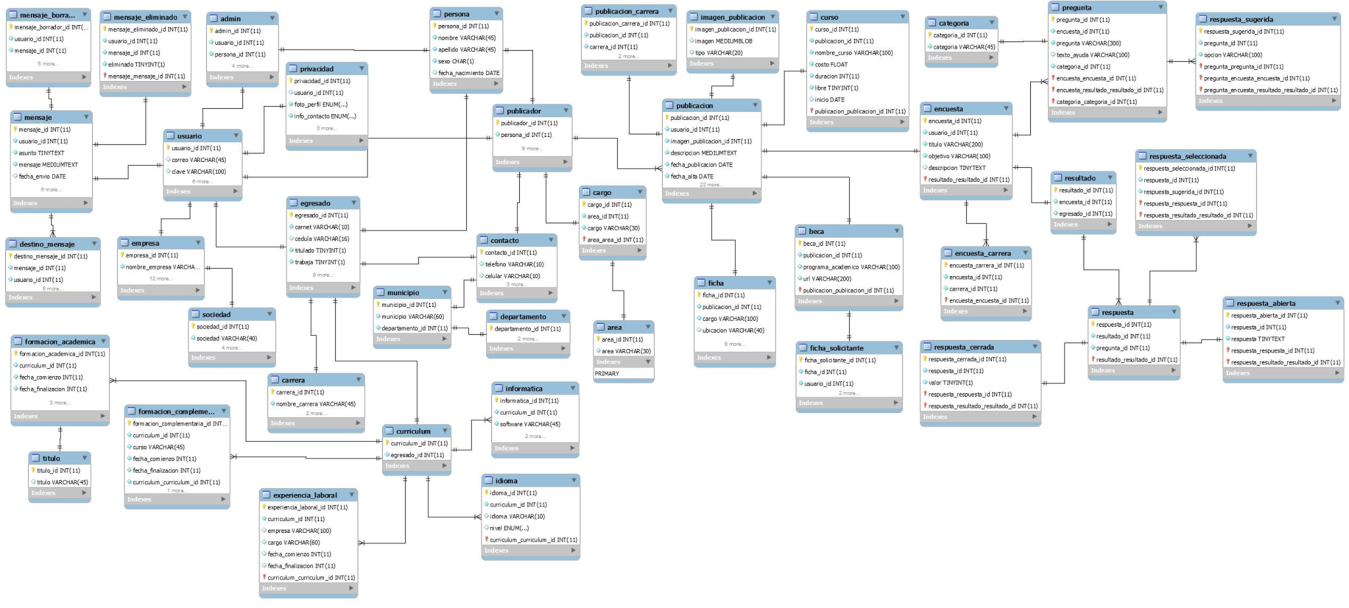 mensaje_borra...
mensaje_borrador_id INT(...
usuario_id INT(11)
mensaje_id INT(11)
6 more...
Indexes
mensaje_eliminado
mensaje_eliminado_id INT(11)
usuario_id INT(11)
mensaje_id INT(11)
eliminado TINYINT(1)
mensaje_mensaje_id INT(11)
Indexes
admin
admin_id INT(11)
usuario_id INT(11)
persona_id INT(11)
4 more...
Indexes
privacidad
privacidad_id INT(11)
usuario_id INT(11)
foto_perfil ENUM(...)
info_contacto ENUM(...)
3 more...
Indexes
persona
persona_id INT(11)
nombre VARCHAR(45)
apellido VARCHAR(45)
sexo CHAR(1)
fecha_nacimiento DATE
Indexes
publicador
publicador_id INT(11)
persona_id INT(11)
9 more...
Indexes
publicacion_carrera
publicacion_carrera_id INT(11)
publicacion_id INT(11)
carrera_id INT(11)
2 more...
Indexes
imagen_publicacion
imagen_publicacion_id INT(11)
imagen MEDIUMBLOB
tipo VARCHAR(20)
Indexes
curso
curso_id INT(11)
publicacion_id INT(11)
nombre_curso VARCHAR(100)
costo FLOAT
duracion INT(11)
libre TINYINT(1)
inicio DATE
publicacion_publicacion_id INT(11)
Indexes
categoria
categoria_id INT(11)
categoria VARCHAR(45)
Indexes
pregunta
pregunta_id INT(11)
encuesta_id INT(11)
pregunta VARCHAR(300)
texto_ayuda VARCHAR(100)
categoria_id INT(11)
encuesta_encuesta_id INT(11)
encuesta_resultado_resultado_id INT(11)
categoria_categoria_id INT(11)
Indexes
respuesta_sugerida
respuesta_sugerida_id INT(11)
pregunta_id INT(11)
opcion VARCHAR(100)
pregunta_pregunta_id INT(11)
pregunta_encuesta_encuesta_id INT(11)
pregunta_encuesta_resultado_resultado_id INT(11)
Indexes
mensaje
mensaje_id INT(11)
usuario_id INT(11)
asunto TINYTEXT
mensaje MEDIUMTEXT
fecha_envio DATE
6 more...
Indexes
usuario
usuario_id INT(11)
correo VARCHAR(45)
clave VARCHAR(100)
6 more...
Indexes
publicacion
publicacion_id INT(11)
usuario_id INT(11)
imagen_publicacion_id INT(11)
descripcion MEDIUMTEXT
fecha_publicacion DATE
fecha_alta DATE
22 more...
Indexes
encuesta
encuesta_id INT(11)
usuario_id INT(11)
titulo VARCHAR(200)
objetivo VARCHAR(100)
descripcion TINYTEXT
resultado_resultado_id INT(11)
Indexes
resultado
resultado_id INT(11)
encuesta_id INT(11)
egresado_id INT(11)
Indexes
respuesta_seleccionada
respuesta_seleccionada_id INT(11)
respuesta_id INT(11)
respuesta_sugerida_id INT(11)
respuesta_respuesta_id INT(11)
respuesta_resultado_resultado_id INT(11)
Indexes
destino_mensaje
destino_mensaje_id INT(11)
mensaje_id INT(11)
usuario_id INT(11)
Indexes
empresa
empresa_id INT(11)
nombre_empresa VARCHA...
12 more...
Indexes
egresado
egresado_id INT(11)
carnet VARCHAR(10)
cedula VARCHAR(16)
titulado TINYINT(1)
trabaja TINYINT(1)
8 more...
Indexes
contacto
contacto_id INT(11)
telefono VARCHAR(10)
celular VARCHAR(10)
3 more...
Indexes
cargo
cargo_id INT(11)
area_id INT(11)
cargo VARCHAR(30)
area_area_id INT(11)
Indexes
beca
beca_id INT(11)
publicacion_id INT(11)
programa_academico VARCHAR(100)
url VARCHAR(200)
publicacion_publicacion_id INT(11)
Indexes
encuesta_carrera
encuesta_carrera_id INT(11)
encuesta_id INT(11)
carrera_id INT(11)
encuesta_encuesta_id INT(11)
Indexes
sociedad
sociedad_id INT(11)
sociedad VARCHAR(40)
4 more...
Indexes
municipio
municipio_id INT(11)
municipio VARCHAR(60)
departamento_id INT(11)
Indexes
departamento
departamento_id INT(11)
2 more...
Indexes
area
area_id INT(11)
area VARCHAR(30)
Indexes
PRIMARY
ficha
ficha_id INT(11)
publicacion_id INT(11)
cargo VARCHAR(100)
ubicacion VARCHAR(40)
9 more...
Indexes
ficha_solicitante
ficha_solicitante_id INT(11)
ficha_id INT(11)
usuario_id INT(11)
2 more...
Indexes
respuesta_cerrada
respuesta_cerrada_id INT(11)
respuesta_id INT(11)
valor TINYINT(1)
respuesta_respuesta_id INT(11)
respuesta_resultado_resultado_id INT(11)
Indexes
respuesta
respuesta_id INT(11)
resultado_id INT(11)
pregunta_id INT(11)
resultado_resultado_id INT(11)
Indexes
respuesta_abierta
respuesta_abierta_id INT(11)
respuesta_id INT(11)
respuesta TINYTEXT
respuesta_respuesta_id INT(11)
respuesta_resultado_resultado_id INT(11)
Indexes
formacion_academica
formacion_academica_id INT(11)
curriculum_id INT(11)
fecha_comienzo INT(11)
fecha_finalizacion INT(11)
3 more...
Indexes
formacion_compleme...
formacion_complementaria_id INT...
curriculum_id INT(11)
curso VARCHAR(45)
fecha_comienzo INT(11)
fecha_finalizacion INT(11)
curriculum_curriculum_id INT(11)
1 more...
Indexes
carrera
carrera_id INT(11)
nombre_carrera VARCHAR(45)
2 more...
Indexes
curriculum
curriculum_id INT(11)
egresado_id INT(11)
Indexes
informatica
informatica_id INT(11)
curriculum_id INT(11)
software VARCHAR(45)
2 more...
Indexes
titulo
titulo_id INT(11)
titulo VARCHAR(45)
Indexes
experiencia_laboral
experiencia_laboral_id INT(11)
curriculum_id INT(11)
empresa VARCHAR(100)
cargo VARCHAR(60)
fecha_comienzo INT(11)
fecha_finalizacion INT(11)
curriculum_curriculum_id INT(11)
Indexes
idioma
idioma_id INT(11)
curriculum_id INT(11)
idioma VARCHAR(30)
nivel ENUM(...)
curriculum_curriculum_id INT(11)
Indexes